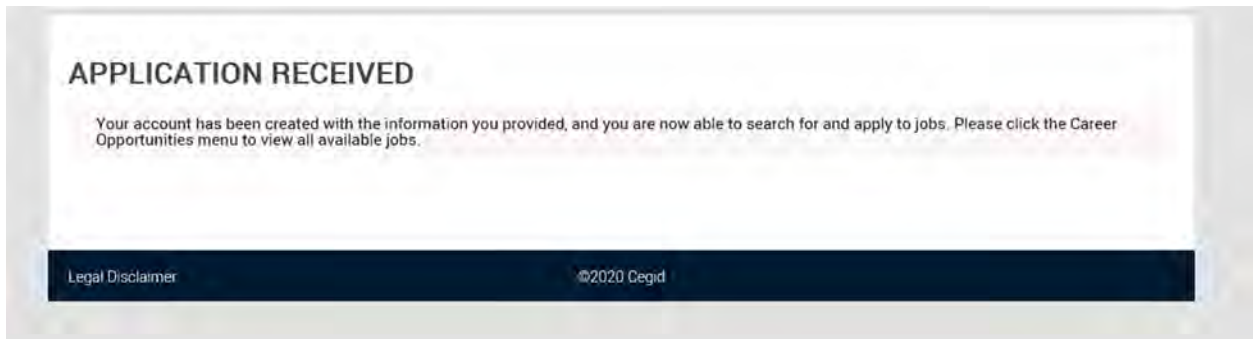 APPLICATION RECEIVED
Your account has been created with the information you provided, and you are now able to search for and apply to jobs. Please click the Career
Opportunities menu to view all available jobs.
Legal Disclaimer ©2020 Cegid